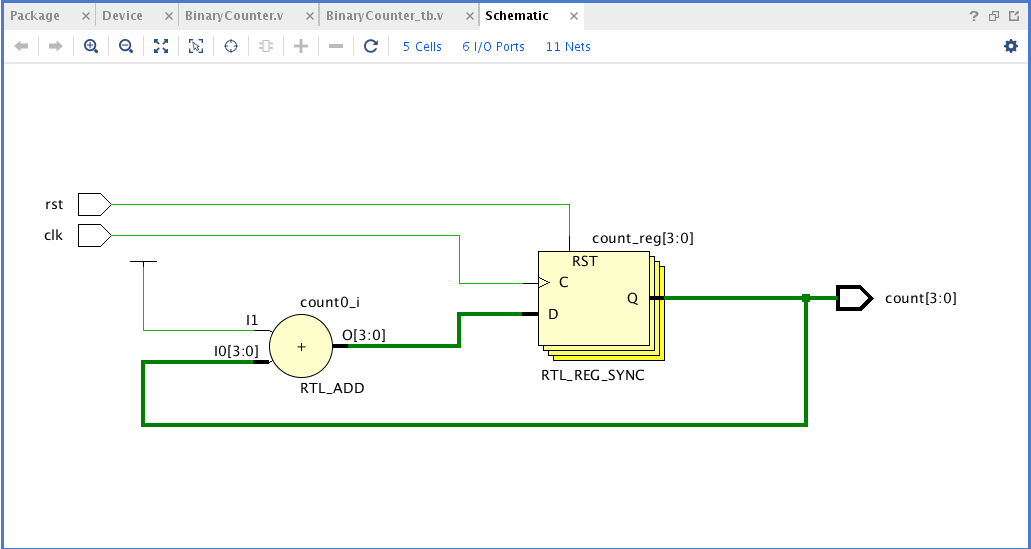 Package Device BinaryCounter.v BinaryCounter_tb.v Schematic
5 Cells 6 I/O Ports 11 Nets
rst
clk
count_reg[3:0]
RST
C
Q
D
count[3:0]
count0_i
I1
O[3:0]
I0[3:0]
+
RTL_ADD
RTL_REG_SYNC